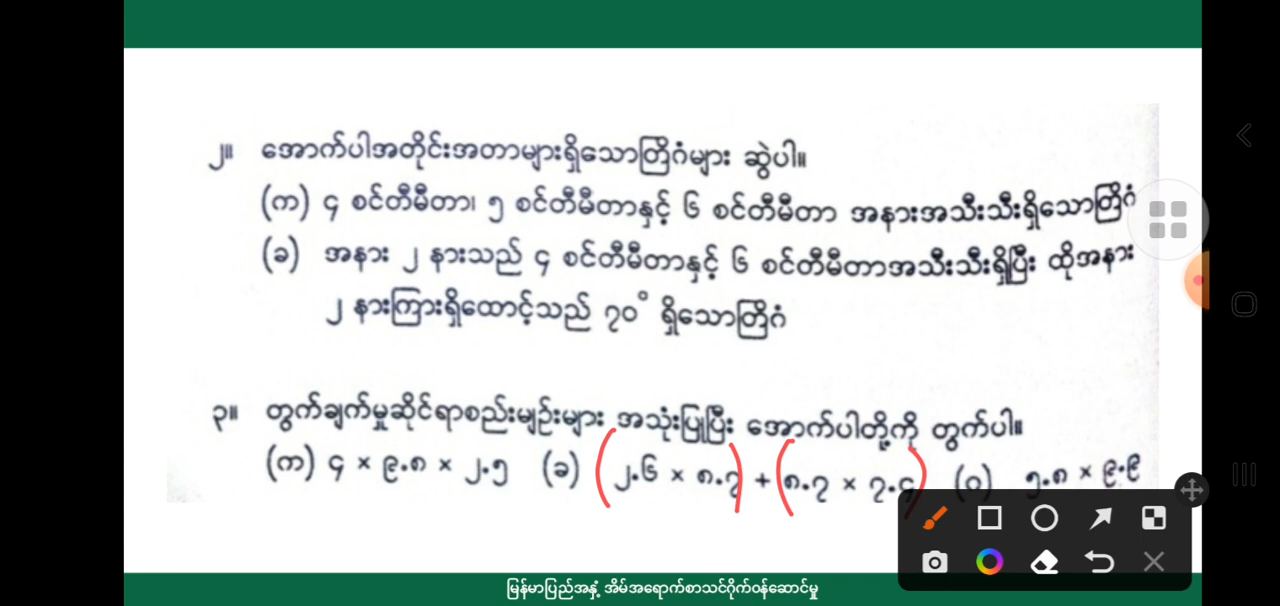 ၂။ အောက်ပါအတိုင်းအတာများရှိသောတြိဂံများ ဆွဲပါ။
(က) ၄ စင်တီမီတာ၊ ၅ စင်တီမီတာနှင့် ၆ စင်တီမီတာ အနားအသီးသီးရှိသောတြိဂံ
(ခ) အနား ၂ နားသည် ၄ စင်တီမီတာနှင့် ၆ စင်တီမီတာအသီးသီးရှိပြီး ထိုအနား
၂ နားကြားရှိထောင့်သည် ၇၀° ရှိသောတြိဂံ
၃။ တွက်ချက်မှုဆိုင်ရာစည်းမျဉ်းများ အသုံးပြုပြီး အောက်ပါတို့ကို တွက်ပါ။
(က) ၄ × ၉.၈ × ၂.၅ (ခ) (၂.၆ × ၈.၇) + (၈.၇ × ၇.၄) (ဂ) ၅.၈ × ၉.၉
မြန်မာပြည်အနှံ့ အိမ်အရောက်စာသင်ဂိုက်ဝန်ဆောင်မှု